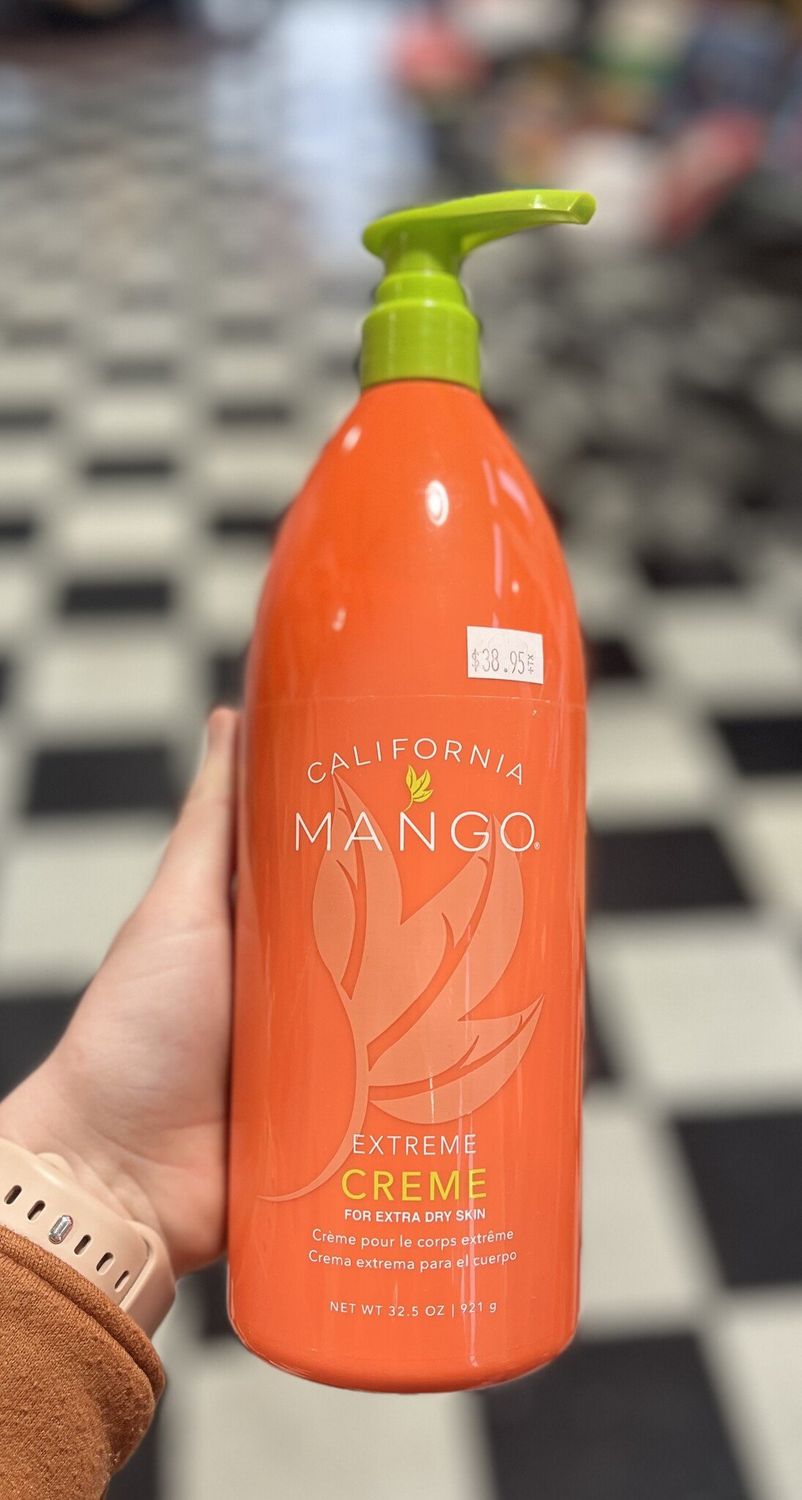 $38.95+TX
CALIFORNIA
MANGO®
EXTREME
CREME
FOR EXTRA DRY SKIN
Crème pour le corps extrême
Crema extrema para el cuerpo
NET WT 32.5 OZ | 921 g